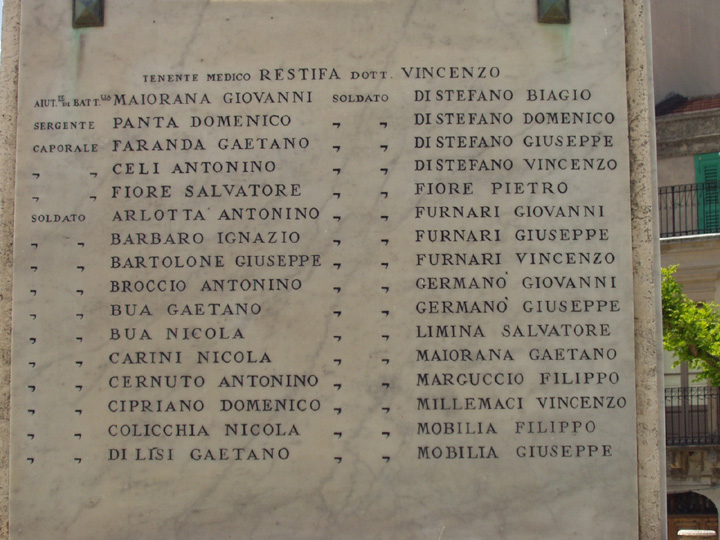 TENENTE MEDICO RESTIFA DOTT. VINCENZO
AIUT.TE DI BATT.LIA MAIORANA GIOVANNI
SERGENTE PANTA DOMENICO
CAPORALE FARANDA GAETANO
„ „ CELI ANTONINO
„ „ FIORE SALVATORE
SOLDATO ARLOTTA' ANTONINO
„ „ BARBARO IGNAZIO
„ „ BARTOLONE GIUSEPPE
„ „ BROCCIO ANTONINO
„ „ BUA GAETANO
„ „ BUA NICOLA
„ „ CARINI NICOLA
„ „ CERNUTO ANTONINO
„ „ CIPRIANO DOMENICO
„ „ COLICCHIA NICOLA
„ „ DI LISI GAETANO
SOLDATO DI STEFANO BIAGIO
„ „ DI STEFANO DOMENICO
„ „ DI STEFANO GIUSEPPE
„ „ DI STEFANO VINCENZO
„ „ FIORE PIETRO
„ „ FURNARI GIOVANNI
„ „ FURNARI GIUSEPPE
„ „ FURNARI VINCENZO
„ „ GERMANO' GIOVANNI
„ „ GERMANO' GIUSEPPE
„ „ LIMINA SALVATORE
„ „ MAIORANA GAETANO
„ „ MARGUCCIO FILIPPO
„ „ MILLEMACI VINCENZO
„ „ MOBILIA FILIPPO
„ „ MOBILIA GIUSEPPE